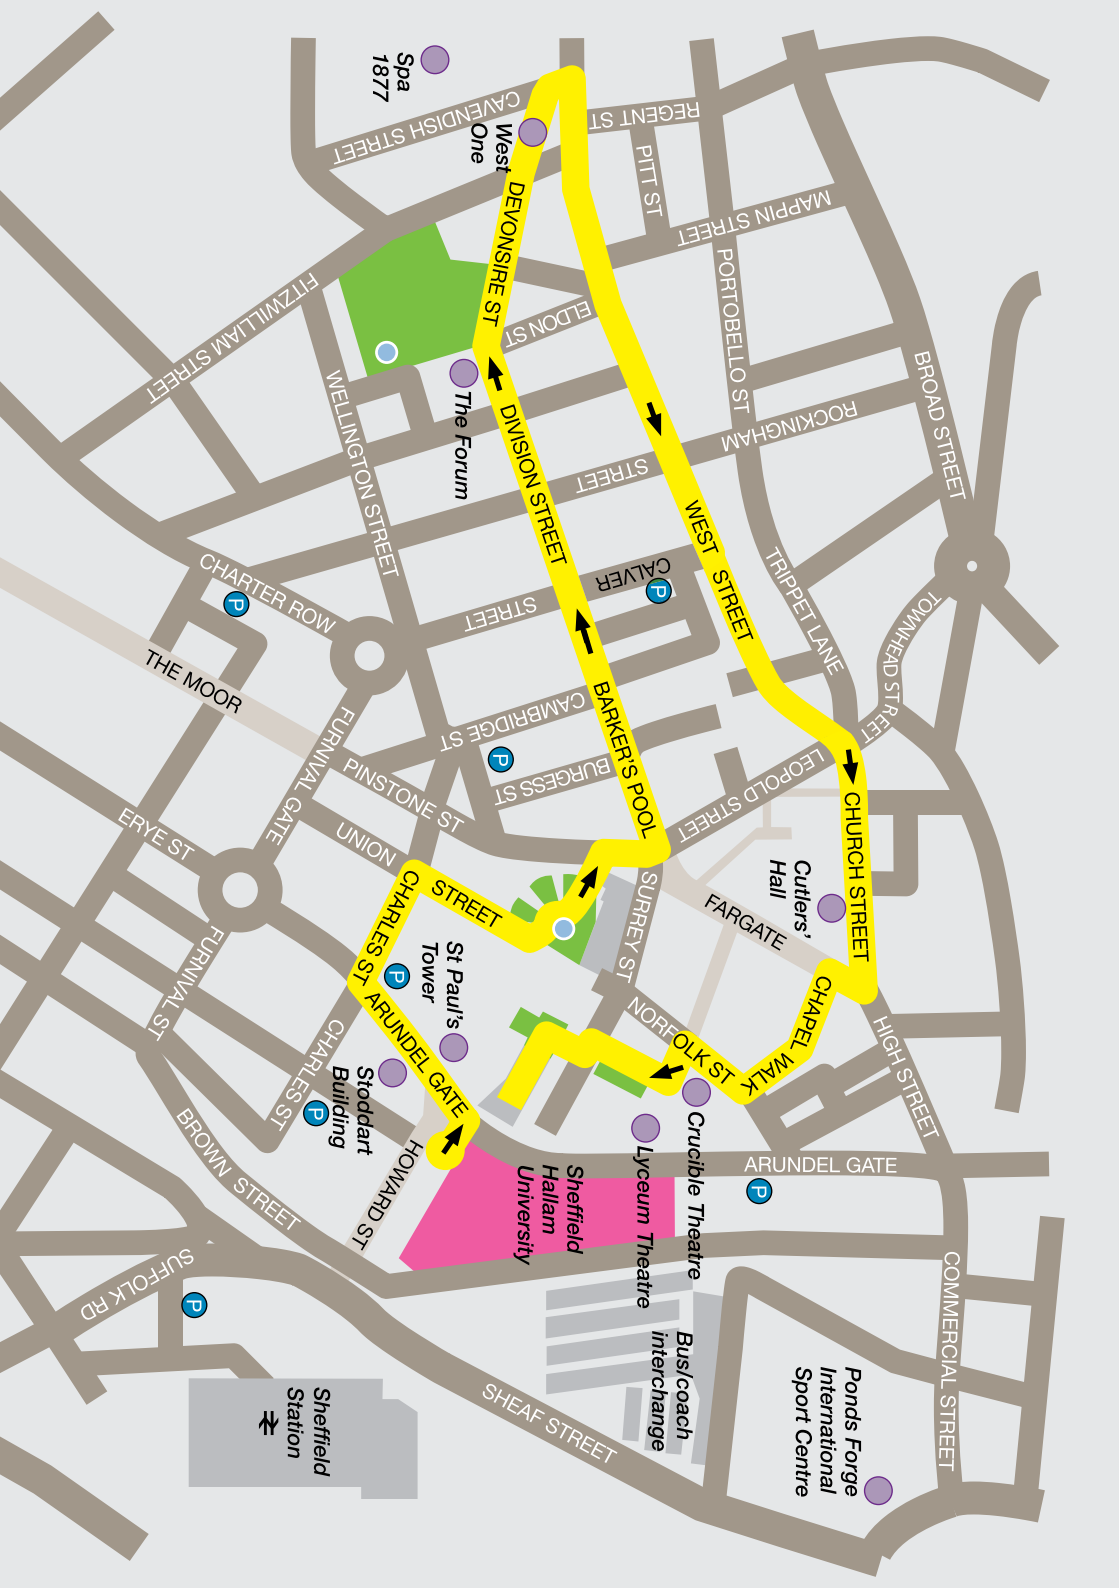 Spa
1877
CAVENDISH STREET
West
One
REGENT ST
PITT ST
MAPPIN STREET
DEVONSIRE ST
PORTOBELLO ST
FITZWILLIAM STREET
ELDON ST
BROAD STREET
WELLINGTON STREET
The Forum
DIVISION STREET
ROCKINGHAM
STREET
WEST STREET
TRIPPET LANE
TOWNHEAD STREET
CHARTER ROW
P
CALVER
STREET
P
THE MOOR
BARKER'S POOL
CAMBRIDGE ST
FURNIVAL GATE
PINSTONE ST
P
BURGESS ST
LEOPOLD STREET
CHURCH STREET
ERYE ST
UNION
STREET
CHARLES ST
SURREY ST
FARGATE
Cutlers'
Hall
FURNIVAL ST
P
St Paul's
Tower
ARUNDEL GATE
NORFOLK ST
CHAPEL WALK
HIGH STREET
CHARLES ST
Stoddart
Building
P
BROWN STREET
HOWARD ST
Sheffield
Hallam
University
Lyceum Theatre
Crucible Theatre
ARUNDEL GATE
P
SUFFOLK RD
P
Sheffield
Station
SHEAF STREET
Bus/coach
interchange
COMMERCIAL STREET
Ponds Forge
International
Sport Centre